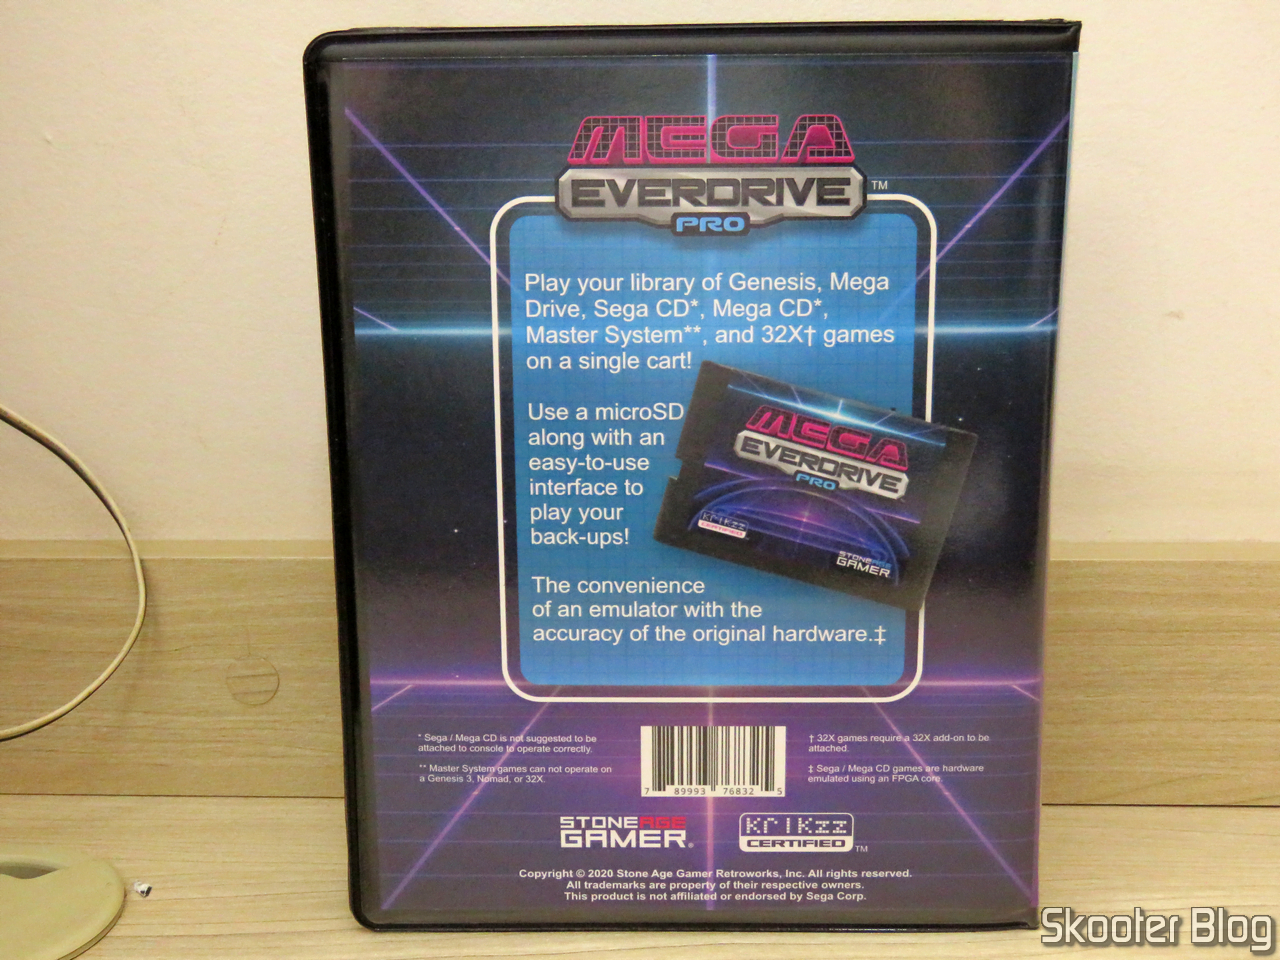 MEGA
EVERDRIVE™
PRO
Play your library of Genesis, Mega
Drive, Sega CD*, Mega CD*,
Master System**, and 32X† games
on a single cart!
Use a microSD
along with an
easy-to-use
interface to
play your
back-ups!
MEGA
EVERDRIVE
PRO
krikzz
CERTIFIED
STONEAGE
GAMER
The convenience
of an emulator with the
accuracy of the original hardware.‡
* Sega / Mega CD is not suggested to be
attached to console to operate correctly.
** Master System games can not operate on
a Genesis 3, Nomad, or 32X.
7 89993 76832 5
† 32X games require a 32X add-on to be
attached.
‡ Sega / Mega CD games are hardware
emulated using an FPGA core.
STONEAGE
GAMER®
krikzz
CERTIFIED™
Copyright © 2020 Stone Age Gamer Retroworks, Inc. All rights reserved.
All trademarks are property of their respective owners.
This product is not affiliated or endorsed by Sega Corp.
Skooter Blog